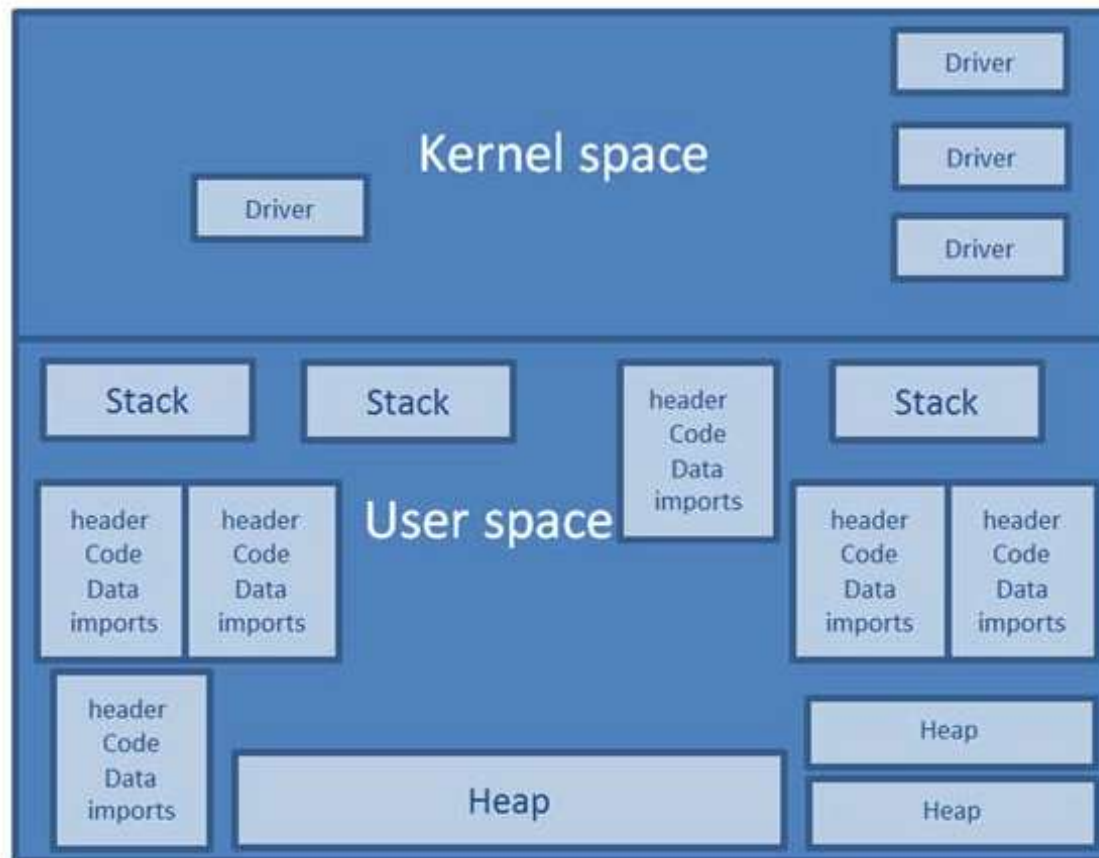 Driver
Kernel space
Driver
Driver
Driver
Stack
Stack
header
Code
Data
imports
Stack
header
Code
Data
imports
header
Code
Data
imports
User space
header
Code
Data
imports
header
Code
Data
imports
header
Code
Data
imports
Heap
Heap
Heap